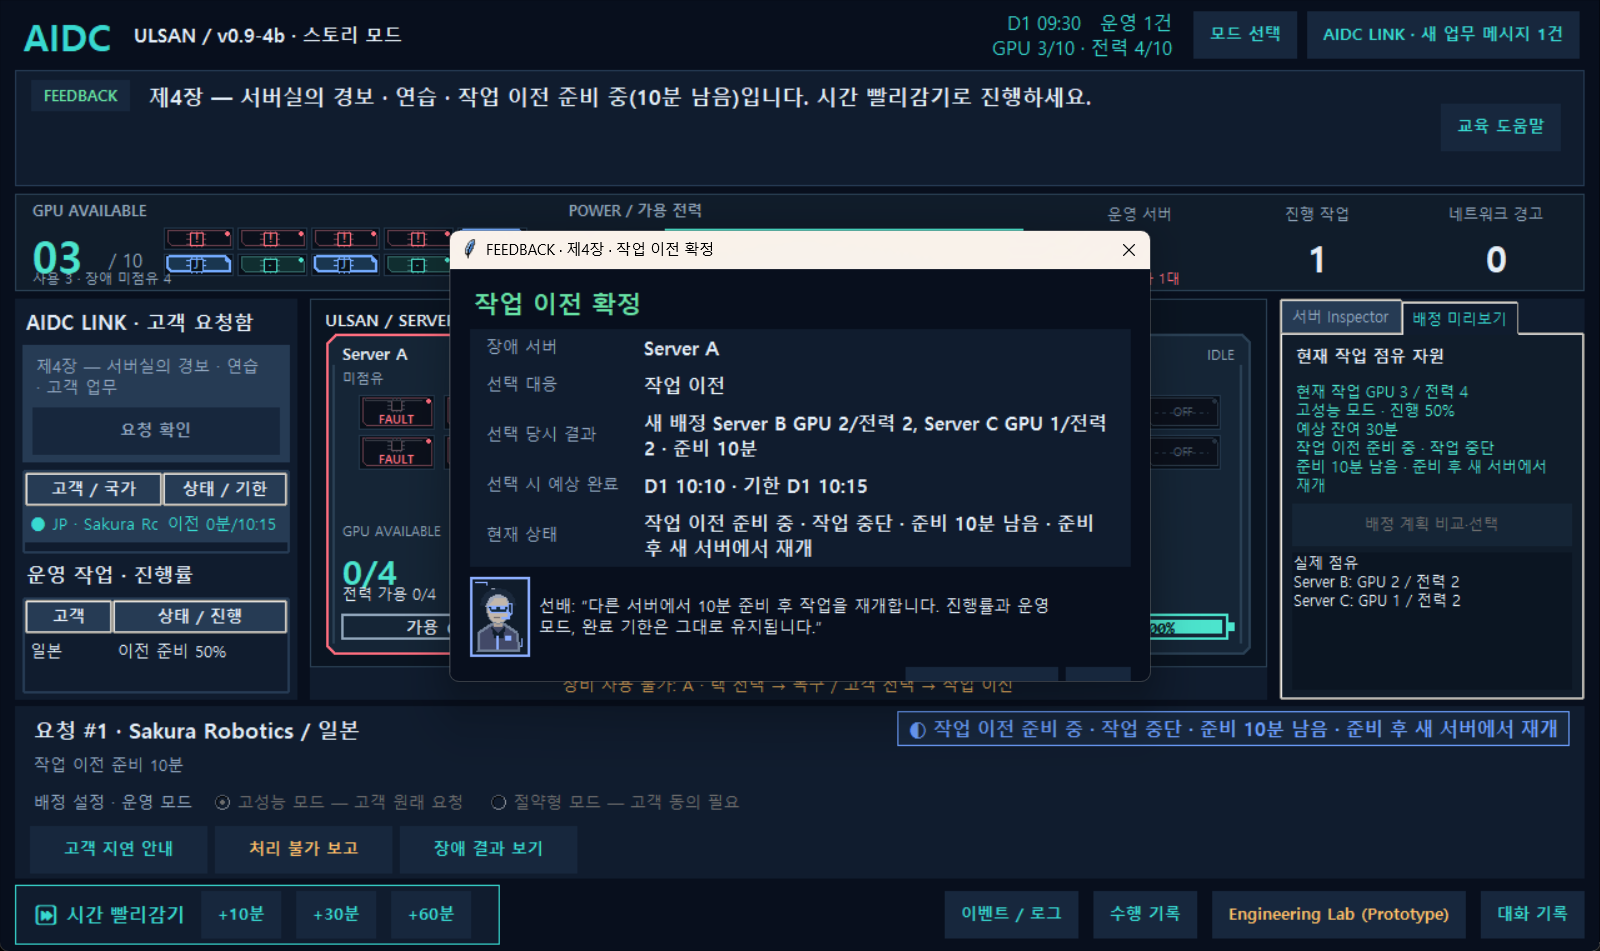 AIDC
ULSAN / v0.9-4b · 스토리 모드
D1 09:30 운영 1건
GPU 3/10 · 전력 4/10
모드 선택
AIDC LINK · 새 업무 메시지 1건
FEEDBACK
제4장 — 서버실의 경보 · 연습 · 작업 이전 준비 중(10분 남음)입니다. 시간 빨리감기로 진행하세요.
교육 도움말
GPU AVAILABLE
03 / 10
사용 3 · 장애 미점유 4
POWER / 가용 전력
운영 서버
1대
진행 작업
1
네트워크 경고
0
AIDC LINK · 고객 요청함
제4장 — 서버실의 경보 · 연습
· 고객 업무
요청 확인
고객 / 국가
상태 / 기한
JP · Sakura Rc 이전 0분/10:15
운영 작업 · 진행률
고객
상태 / 진행
일본 이전 준비 50%
ULSAN / SERVE
Server A
미점유
FAULT
FAULT
GPU AVAILABLE
0/4
전력 가용 0/4
가용
IDLE
-OFF-
-OFF-
00%
장비 사용 불가: A · 랙 선택 → 복구 / 고객 선택 → 작업 이전
FEEDBACK · 제4장 · 작업 이전 확정
작업 이전 확정
장애 서버 Server A
선택 대응 작업 이전
선택 당시 결과 새 배정 Server B GPU 2/전력 2, Server C GPU 1/전력
2 · 준비 10분
선택 시 예상 완료 D1 10:10 · 기한 D1 10:15
현재 상태 작업 이전 준비 중 · 작업 중단 · 준비 10분 남음 · 준비
후 새 서버에서 재개
선배: "다른 서버에서 10분 준비 후 작업을 재개합니다. 진행률과 운영
모드, 완료 기한은 그대로 유지됩니다."
서버 Inspector
배정 미리보기
현재 작업 점유 자원
현재 작업 GPU 3 / 전력 4
고성능 모드 · 진행 50%
예상 잔여 30분
작업 이전 준비 중 · 작업 중단
준비 10분 남음 · 준비 후 새 서버에서
재개
배정 계획 비교·선택
실제 점유
Server B: GPU 2 / 전력 2
Server C: GPU 1 / 전력 2
요청 #1 · Sakura Robotics / 일본
작업 이전 준비 중 · 작업 중단 · 준비 10분 남음 · 준비 후 새 서버에서 재개
작업 이전 준비 10분
배정 설정 · 운영 모드 고성능 모드 — 고객 원래 요청 절약형 모드 — 고객 동의 필요
고객 지연 안내
처리 불가 보고
장애 결과 보기
시간 빨리감기
+10분
+30분
+60분
이벤트 / 로그
수행 기록
Engineering Lab (Prototype)
대화 기록